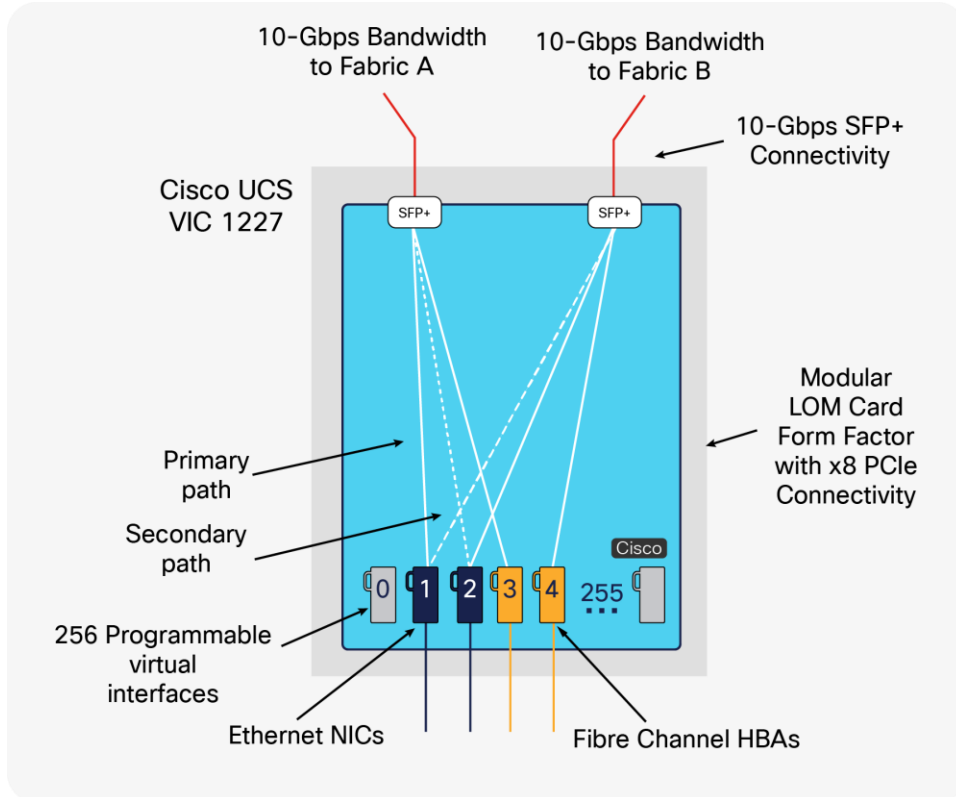 10-Gbps Bandwidth
to Fabric A
10-Gbps Bandwidth
to Fabric B
10-Gbps SFP+
Connectivity
Cisco UCS
VIC 1227
SFP+
SFP+
Modular
LOM Card
Form Factor
with x8 PCIe
Connectivity
Primary
path
Secondary
path
Cisco
0
1
2
3
4
255
256 Programmable
virtual
interfaces
Ethernet NICs
Fibre Channel HBAs